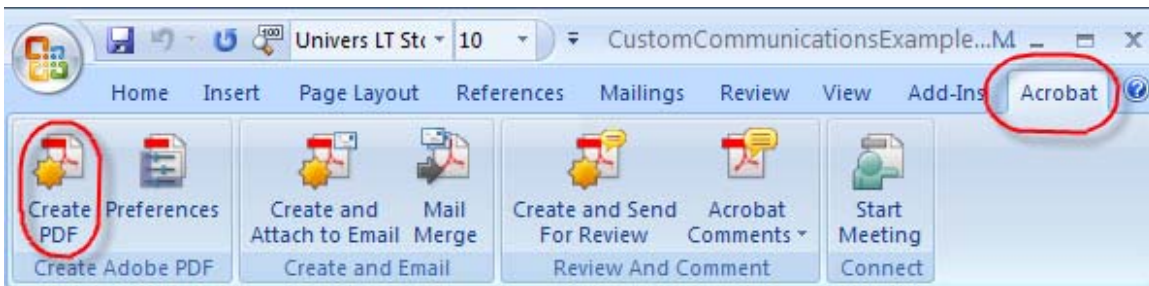 100 Univers LT Stc 10 CustomCommunicationsExample...M
Home Insert Page Layout References Mailings Review View Add-Ins Acrobat
Create Preferences Create and Mail Create and Send Acrobat Start
PDF Attach to Email Merge For Review Comments Meeting
Create Adobe PDF Create and Email Review And Comment Connect